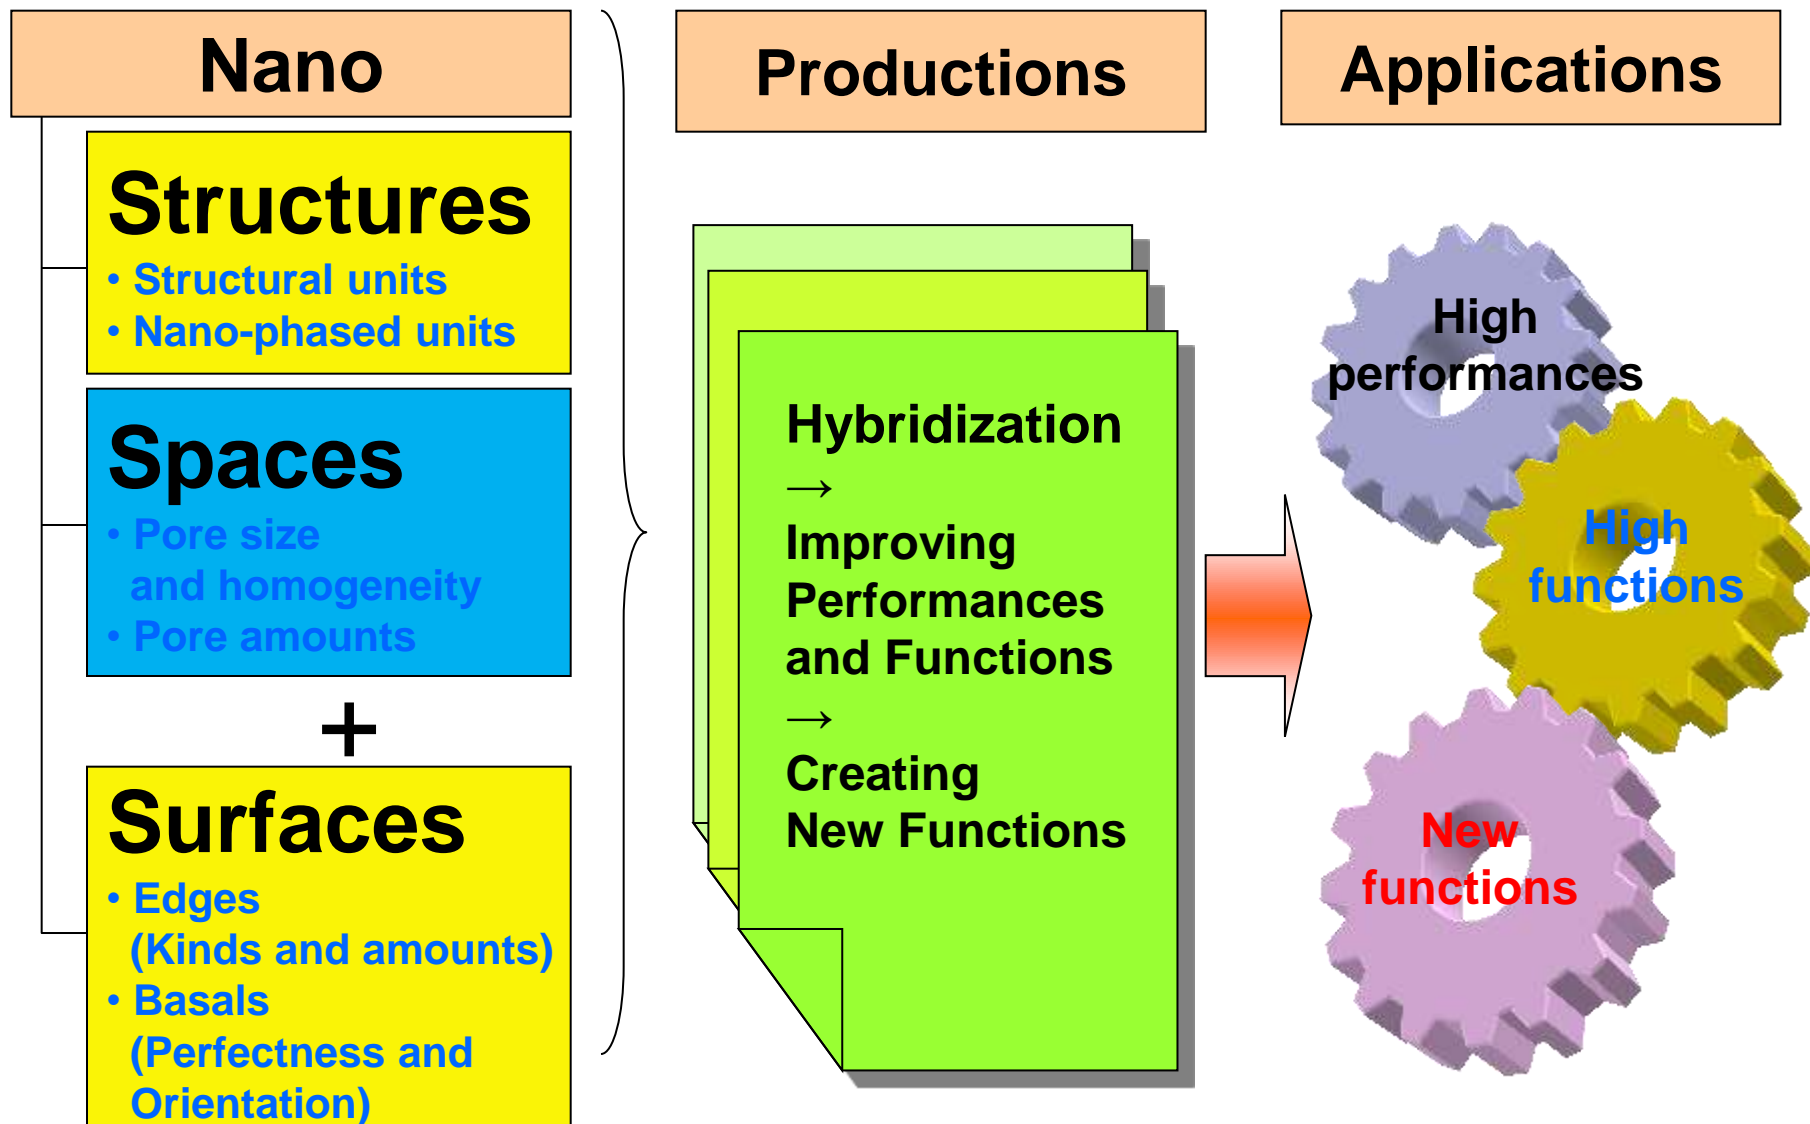 Nano
Structures
• Structural units
• Nano-phased units
Spaces
• Pore size
and homogeneity
• Pore amounts
+
Surfaces
• Edges
(Kinds and amounts)
• Basals
(Perfectness and
Orientation)
Productions
Hybridization
→
Improving
Performances
and Functions
→
Creating
New Functions
Applications
High
performances
High
functions
New
functions